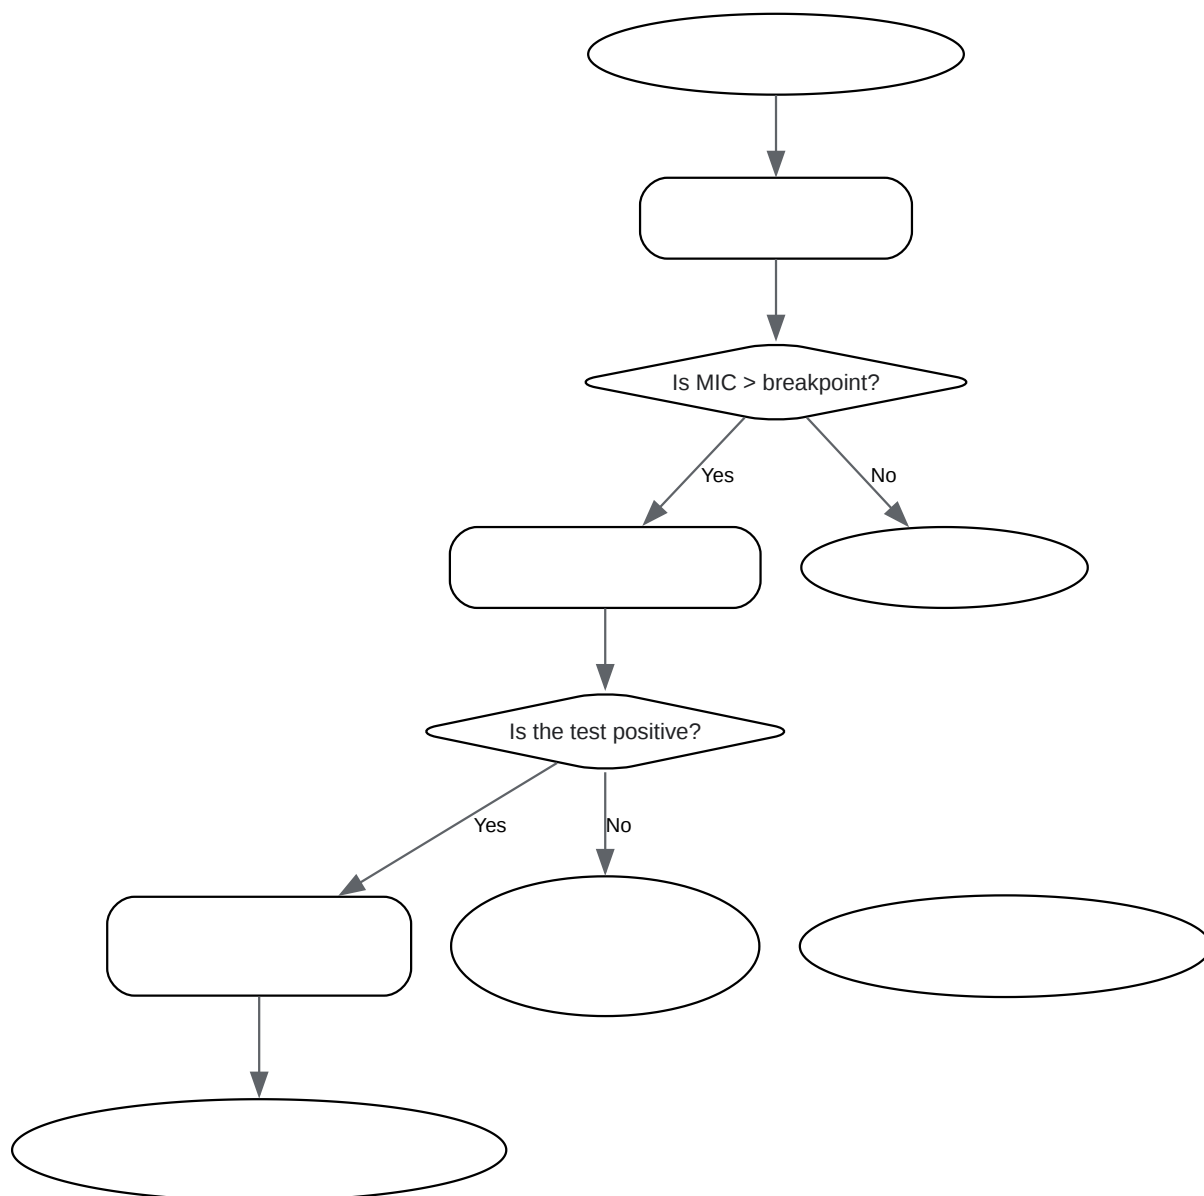 Is MIC > breakpoint?
Yes
No
Is the test positive?
Yes
No